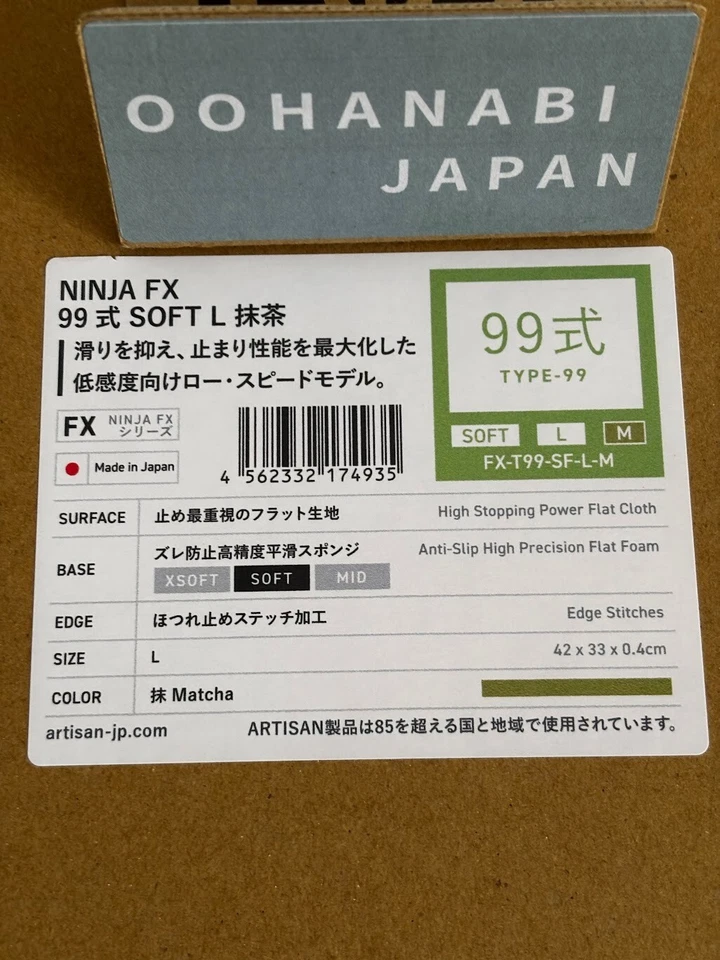 OOHANABI
JAPAN
NINJA FX
99 式 SOFT L 抹茶
滑りを抑え、止まり性能を最大化した
低感度向けロー・スピードモデル。
FX NINJA FX
シリーズ
Made in Japan
4 562332 174935
99式
TYPE-99
SOFT L M
FX-T99-SF-L-M
SURFACE 止め最重視のフラット生地 High Stopping Power Flat Cloth
BASE ズレ防止高精度平滑スポンジ Anti-Slip High Precision Flat Foam
XSOFT SOFT MID
EDGE ほつれ止めステッチ加工 Edge Stitches
SIZE L 42 x 33 x 0.4cm
COLOR 抹 Matcha
artisan-jp.com ARTISAN製品は85を超える国と地域で使用されています。